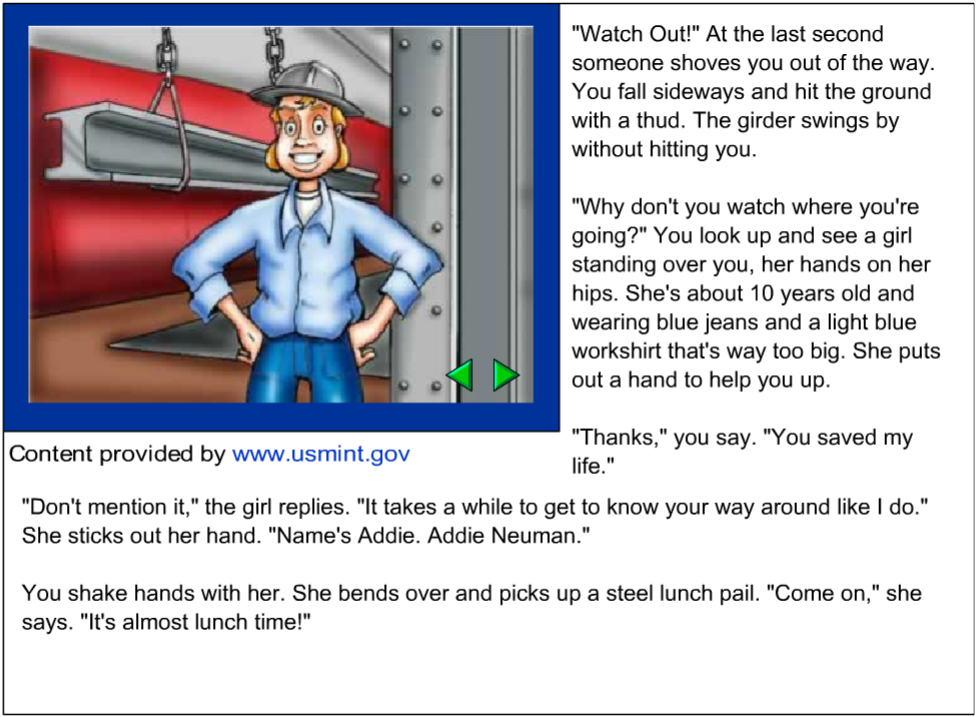 "Watch Out!" At the last second
someone shoves you out of the way.
You fall sideways and hit the ground
with a thud. The girder swings by
without hitting you.
"Why don't you watch where you're
going?" You look up and see a girl
standing over you, her hands on her
hips. She's about 10 years old and
wearing blue jeans and a light blue
workshirt that's way too big. She puts
out a hand to help you up.
"Thanks," you say. "You saved my
life."
Content provided by www.usmint.gov
"Don't mention it," the girl replies. "It takes a while to get to know your way around like I do."
She sticks out her hand. "Name's Addie. Addie Neuman."
You shake hands with her. She bends over and picks up a steel lunch pail. "Come on," she
says. "It's almost lunch time!"